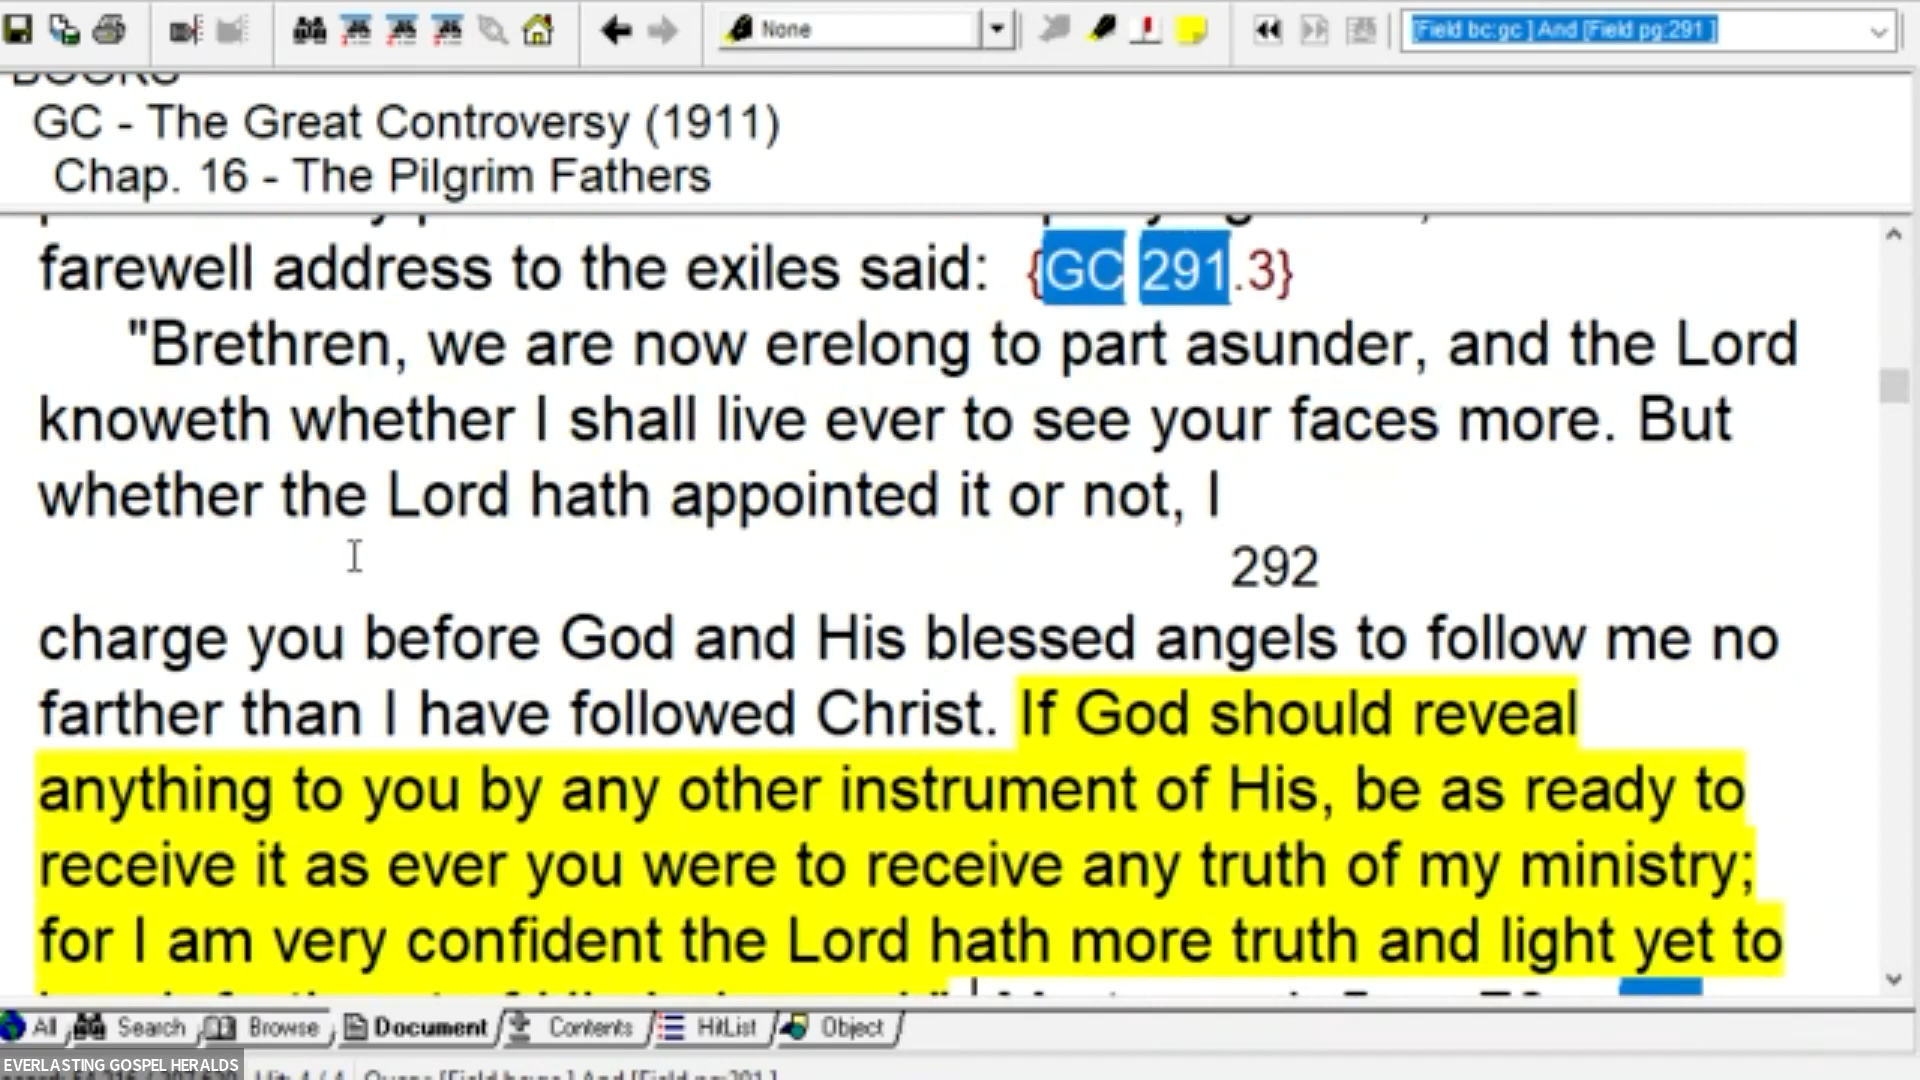 None
[Field bc:gc ] And [Field pg:291 ]
BOOKS
GC - The Great Controversy (1911)
Chap. 16 - The Pilgrim Fathers
farewell address to the exiles said: {GC 291.3}
"Brethren, we are now erelong to part asunder, and the Lord
knoweth whether I shall live ever to see your faces more. But
whether the Lord hath appointed it or not, I
292
charge you before God and His blessed angels to follow me no
farther than I have followed Christ. If God should reveal
anything to you by any other instrument of His, be as ready to
receive it as ever you were to receive any truth of my ministry;
for I am very confident the Lord hath more truth and light yet to
All Search Browse Document Contents HitList Object
EVERLASTING GOSPEL HERALDS